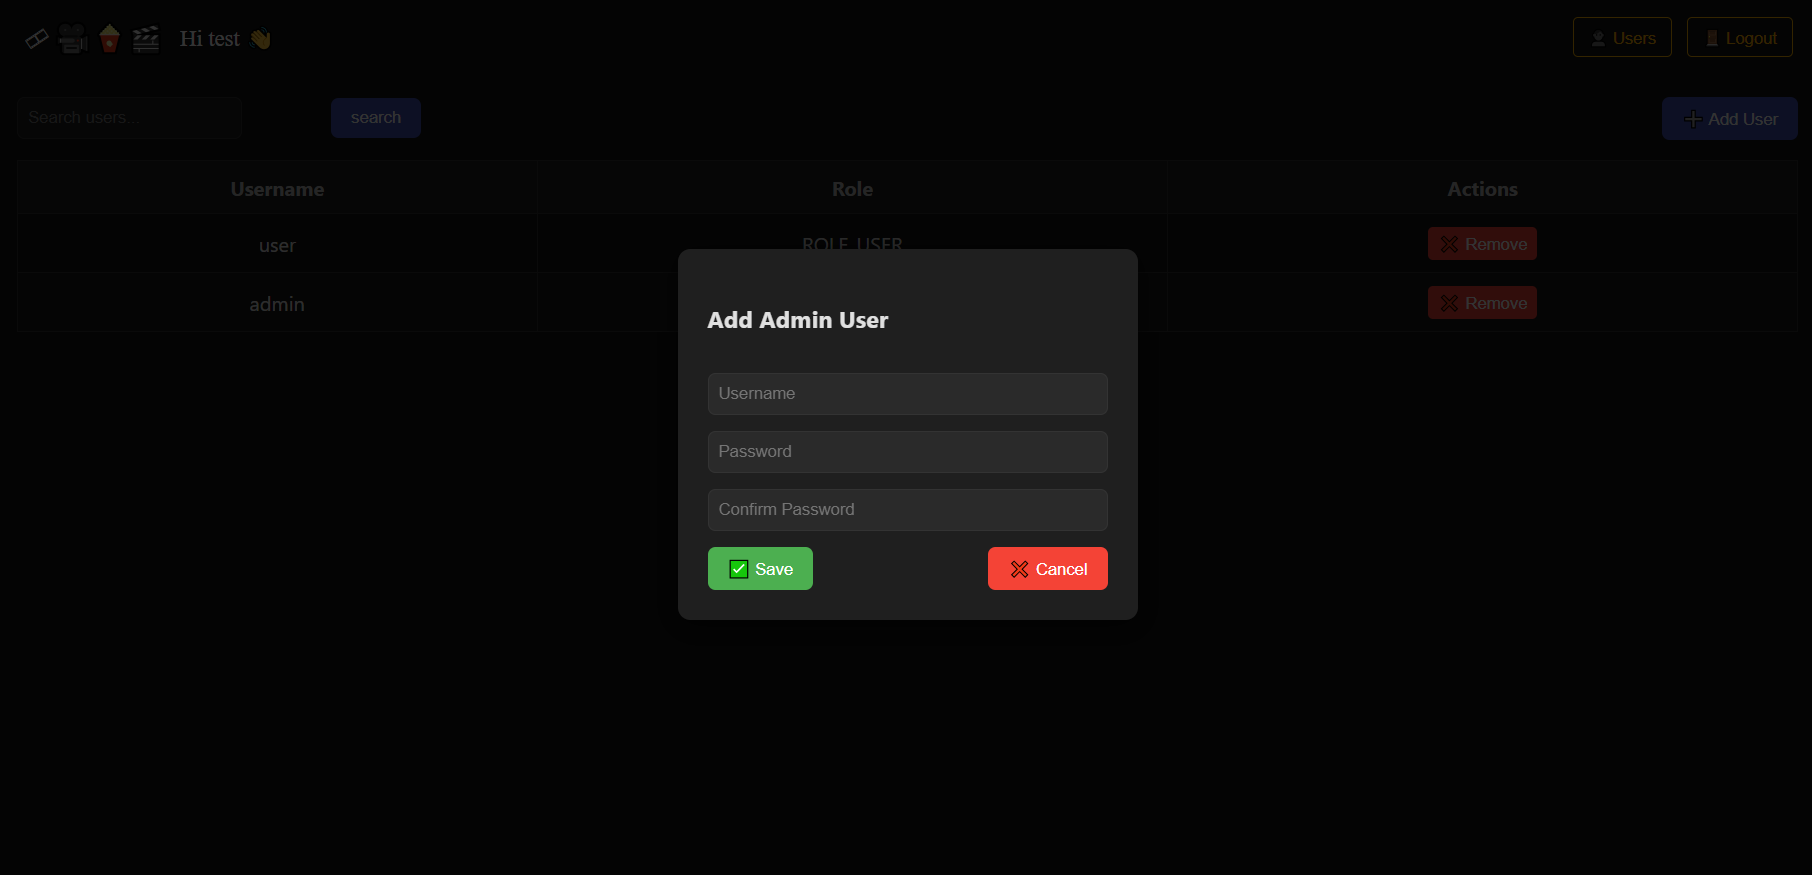 Hi test 👋
Users
Logout
Search users...
search
➕ Add User
Username Role Actions
user ROLE_USER ✖ Remove
admin ✖ Remove
Add Admin User
Username
Password
Confirm Password
✅ Save
✖ Cancel